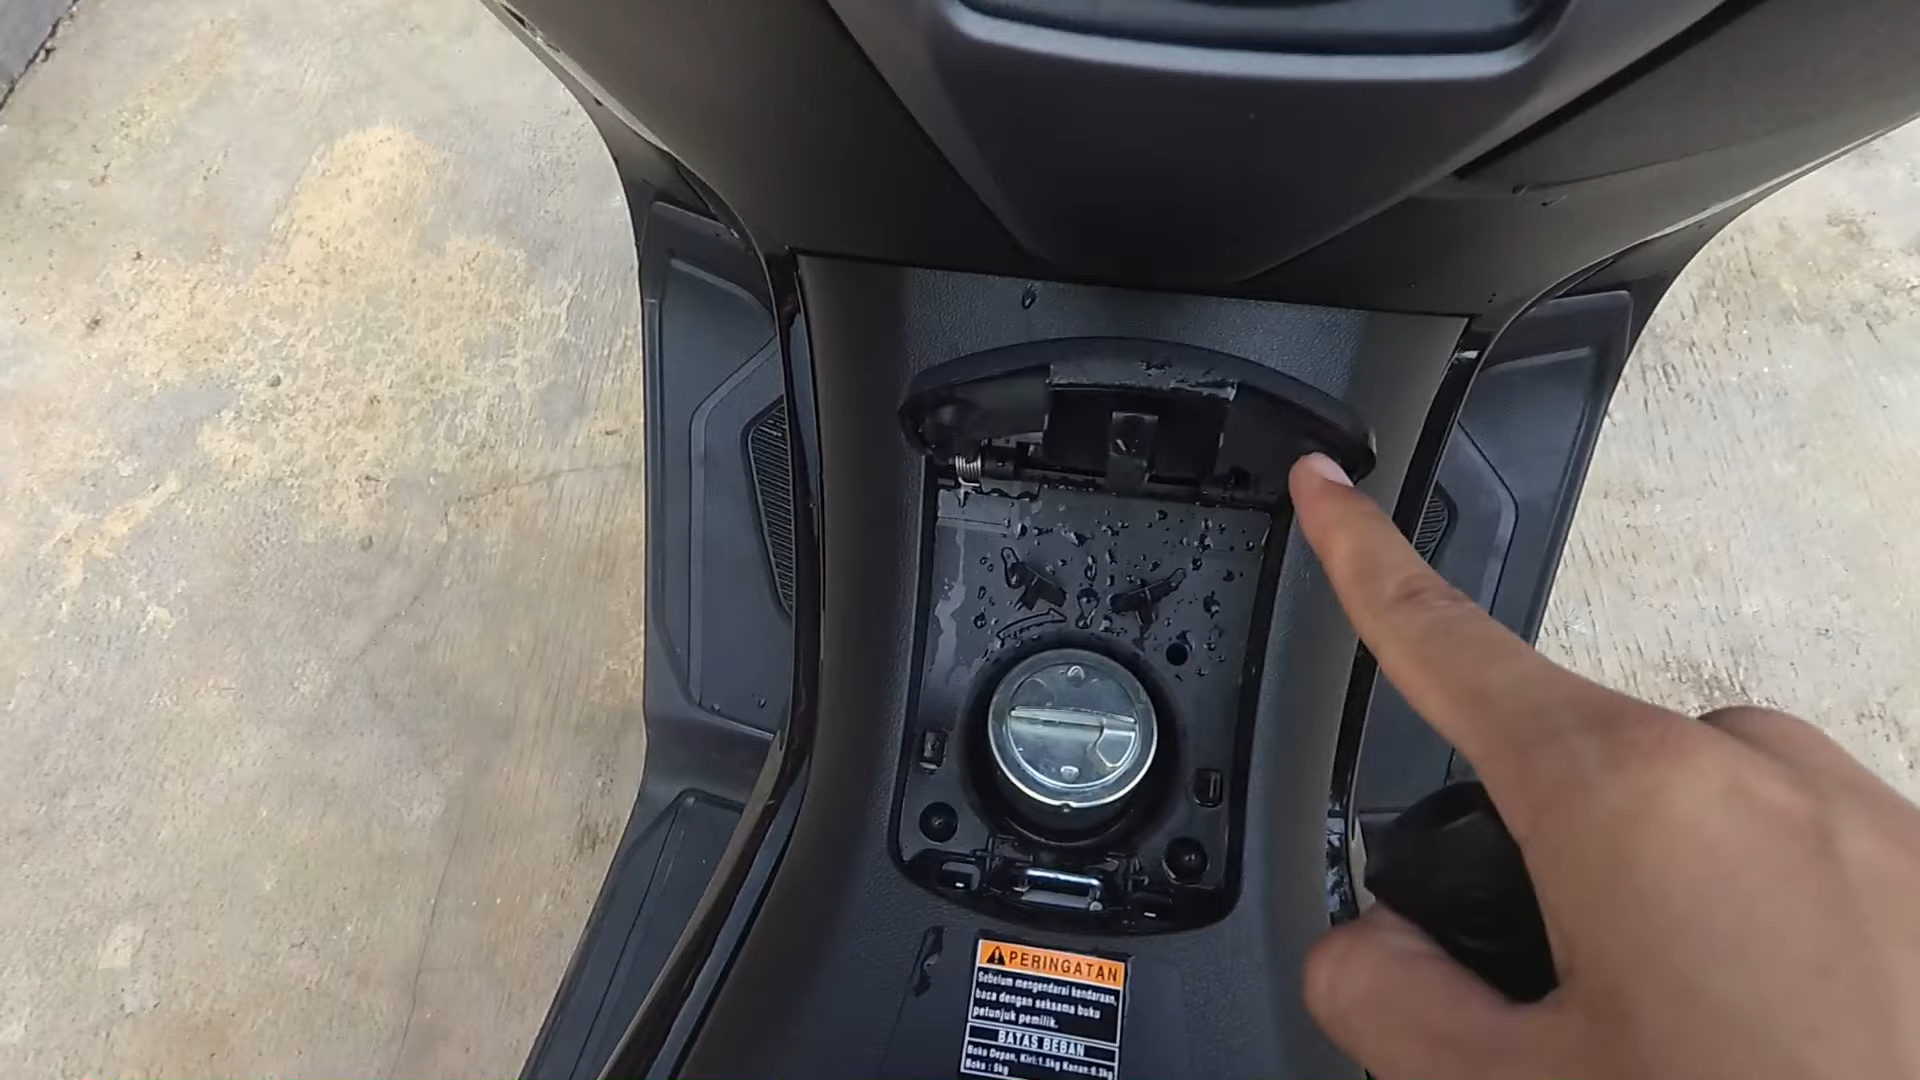 PERINGATAN
Sebelum mengendarai kendaraan,
baca dengan seksama buku
petunjuk pemilik.
BATAS BEBAN
Boks Depan, Kiri:1.5kg Kanan:0.3kg
Boks : 5kg